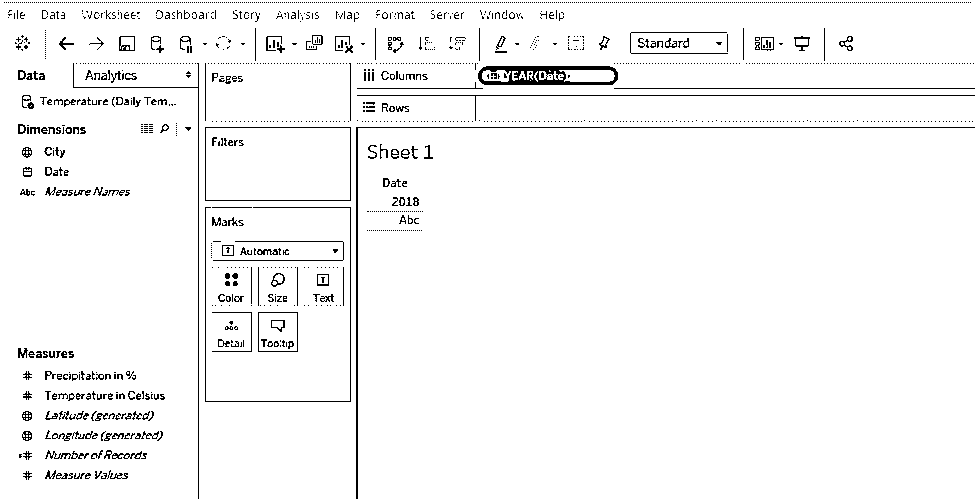 File Data Worksheet Dashboard Story Analysis Map Format Server Window Help
Standard
Data Analytics
Pages
Columns
YEAR(Date)
Temperature (Daily Tem...
Rows
Dimensions
Filters
City
Date
Abc Measure Names
Sheet 1
Date
2018
Abc
Marks
Automatic
Color Size Text
Detail Tooltip
Measures
# Precipitation in %
# Temperature in Celsius
Latitude (generated)
Longitude (generated)
# Number of Records
# Measure Values